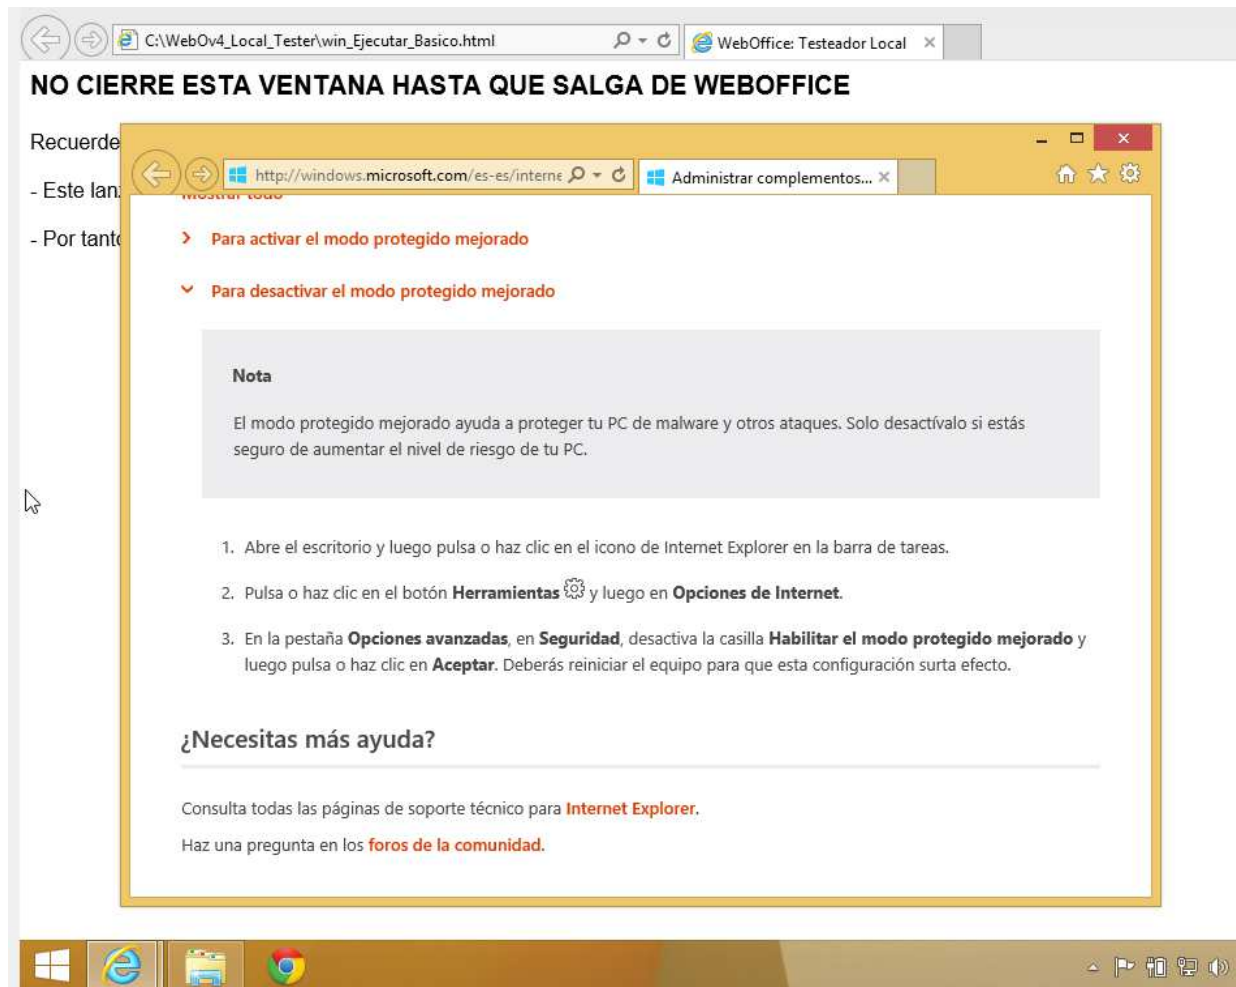 C:\WebOv4_Local_Tester\win_Ejecutar_Basico.html
WebOffice: Testeador Local
NO CIERRE ESTA VENTANA HASTA QUE SALGA DE WEBOFFICE
Recuerde
- Este lan
- Por tanto
http://windows.microsoft.com/es-es/interne
Administrar complementos...
Mostrar todo
Para activar el modo protegido mejorado
Para desactivar el modo protegido mejorado
Nota
El modo protegido mejorado ayuda a proteger tu PC de malware y otros ataques. Solo desactívalo si estás
seguro de aumentar el nivel de riesgo de tu PC.
1. Abre el escritorio y luego pulsa o haz clic en el icono de Internet Explorer en la barra de tareas.
2. Pulsa o haz clic en el botón Herramientas y luego en Opciones de Internet.
3. En la pestaña Opciones avanzadas, en Seguridad, desactiva la casilla Habilitar el modo protegido mejorado y
luego pulsa o haz clic en Aceptar. Deberás reiniciar el equipo para que esta configuración surta efecto.
¿Necesitas más ayuda?
Consulta todas las páginas de soporte técnico para Internet Explorer.
Haz una pregunta en los foros de la comunidad.